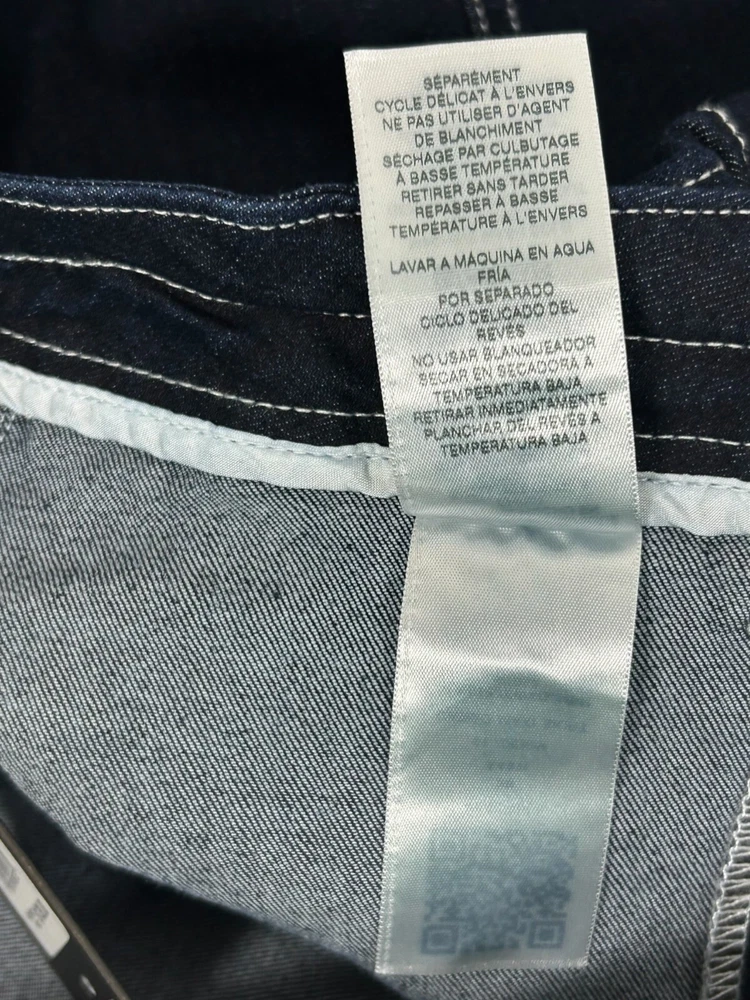 SÉPARÉMENT
CYCLE DÉLICAT À L'ENVERS
NE PAS UTILISER D'AGENT
DE BLANCHIMENT
SÉCHAGE PAR CULBUTAGE
À BASSE TEMPÉRATURE
RETIRER SANS TARDER
REPASSER À BASSE
TEMPÉRATURE À L'ENVERS
LAVAR A MÁQUINA EN AGUA
FRÍA
POR SEPARADO
CICLO DELICADO DEL
REVÉS
NO USAR BLANQUEADOR
SECAR EN SECADORA A
TEMPERATURA BAJA
RETIRAR INMEDIATAMENTE
PLANCHAR DEL REVÉS A
TEMPERATURA BAJA